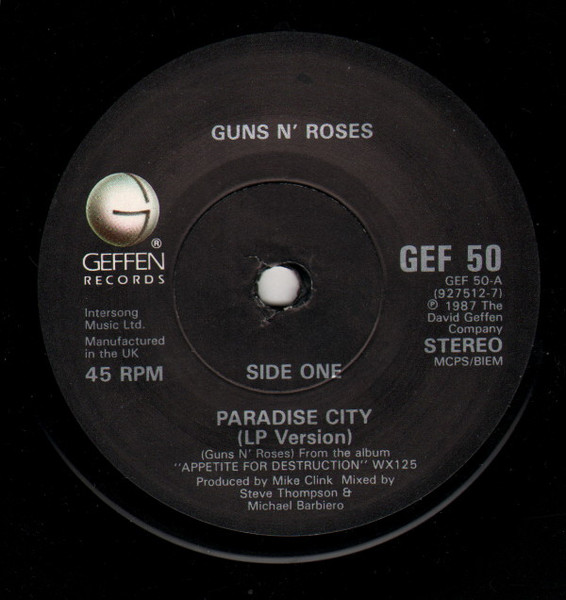 GUNS N' ROSES
®
GEFFEN
RECORDS
Intersong
Music Ltd.
Manufactured
in the UK
45 RPM
GEF 50
GEF 50-A
(927512-7)
℗ 1987 The
David Geffen
Company
STEREO
MCPS/BIEM
SIDE ONE
PARADISE CITY
(LP Version)
(Guns N' Roses) From the album
"APPETITE FOR DESTRUCTION" WX125
Produced by Mike Clink Mixed by
Steve Thompson &
Michael Barbiero